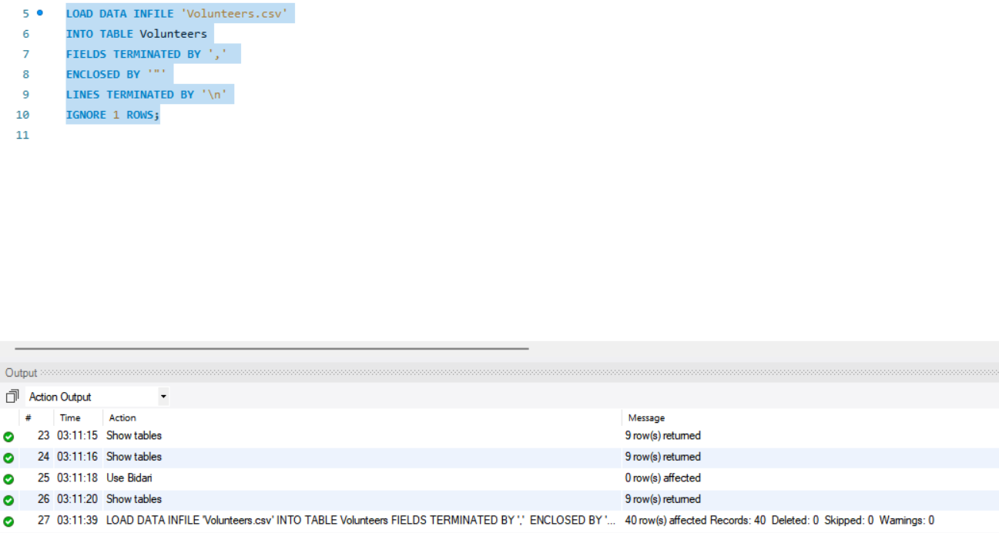 5 LOAD DATA INFILE 'Volunteers.csv'
6 INTO TABLE Volunteers
7 FIELDS TERMINATED BY ','
8 ENCLOSED BY '"'
9 LINES TERMINATED BY '\n'
10 IGNORE 1 ROWS;
11
Output
Action Output
# Time Action Message
23 03:11:15 Show tables 9 row(s) returned
24 03:11:16 Show tables 9 row(s) returned
25 03:11:18 Use Bidari 0 row(s) affected
26 03:11:20 Show tables 9 row(s) returned
27 03:11:39 LOAD DATA INFILE 'Volunteers.csv' INTO TABLE Volunteers FIELDS TERMINATED BY ',' ENCLOSED BY '... 40 row(s) affected Records: 40 Deleted: 0 Skipped: 0 Warnings: 0